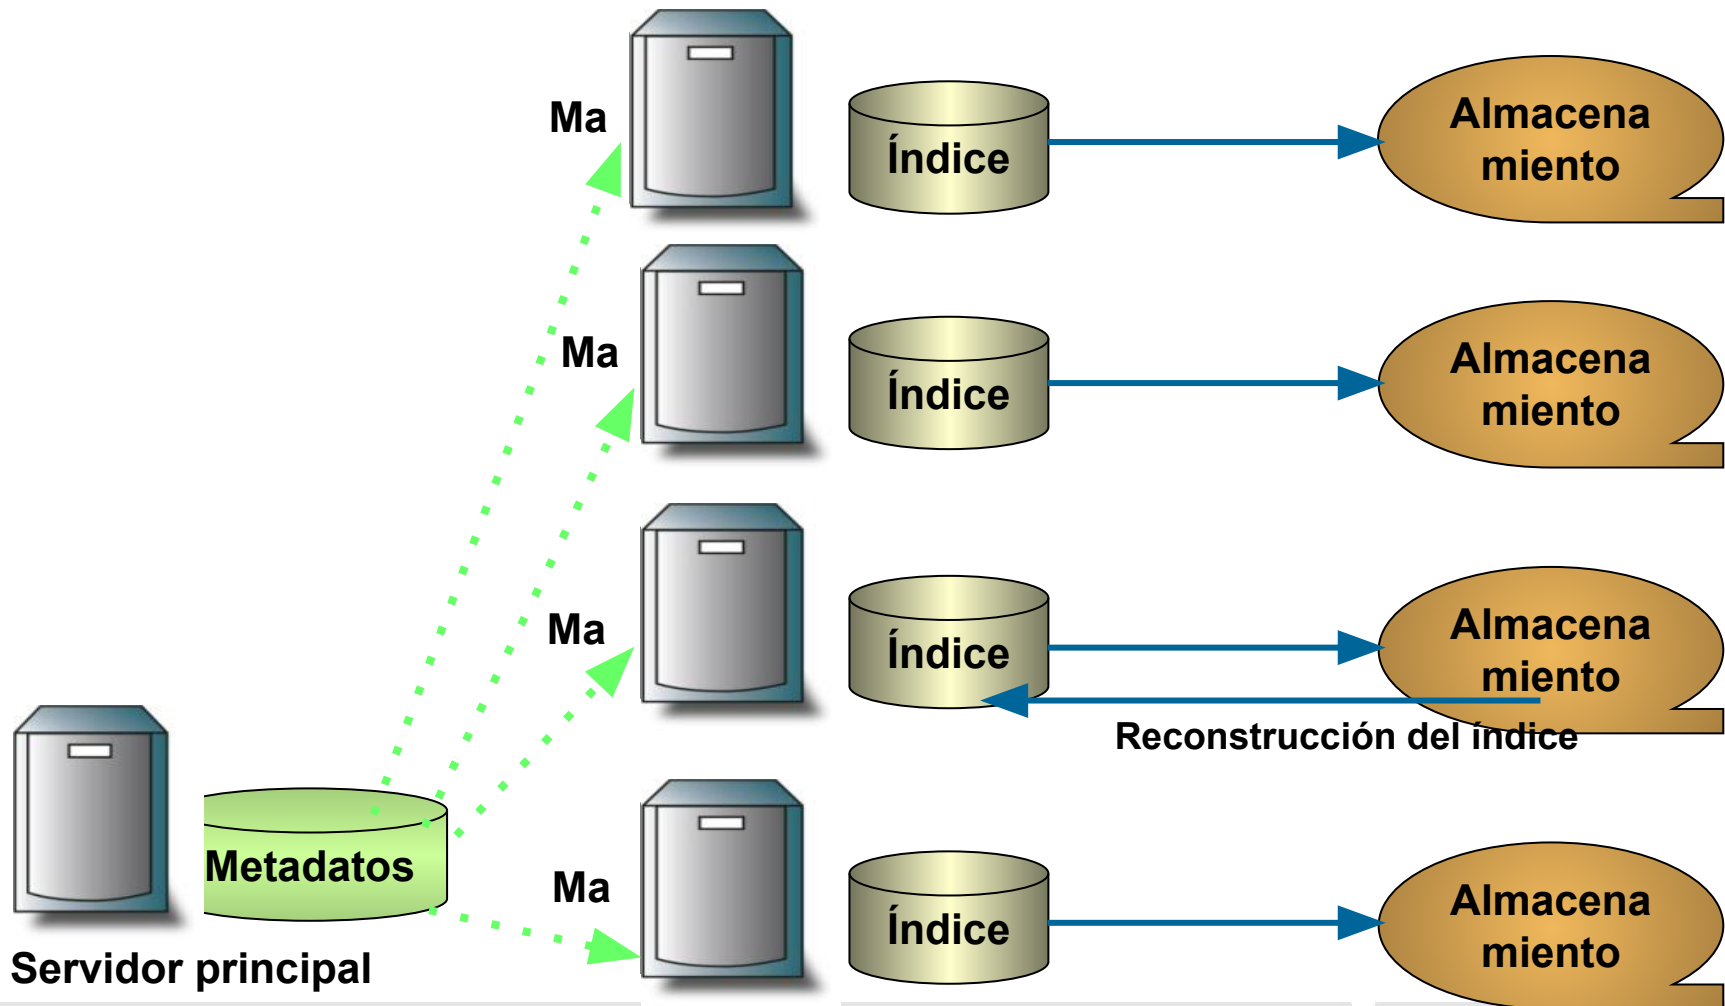 Ma
Índice
Almacena
miento
Ma
Índice
Almacena
miento
Ma
Índice
Almacena
miento
Reconstrucción del índice
Metadatos
Ma
Índice
Almacena
miento
Servidor principal